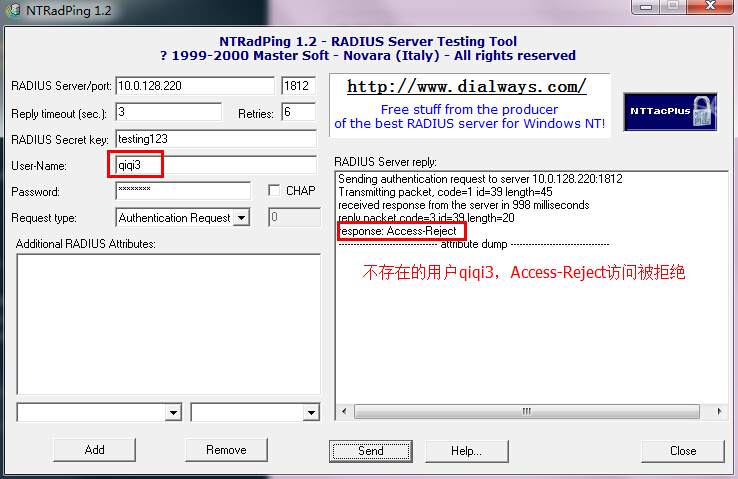 NTRadPing 1.2
NTRadPing 1.2 - RADIUS Server Testing Tool
? 1999-2000 Master Soft - Novara (Italy) - All rights reserved
RADIUS Server/port: 10.0.128.220 1812
Reply timeout (sec.): 3 Retries: 6
RADIUS Secret key: testing123
User-Name: qiqi3
Password: ******** CHAP
Request type: Authentication Request 0
Additional RADIUS Attributes:
Add Remove
http://www.dialways.com/
Free stuff from the producer
of the best RADIUS server for Windows NT!
NTTacPlus
Plus
RADIUS Server reply:
Sending authentication request to server 10.0.128.220:1812
Transmitting packet, code=1 id=39 length=45
received response from the server in 998 milliseconds
reply packet code=3 id=39 length=20
response: Access-Reject
-------------------------------- attribute dump --------------------------------
不存在的用户qiqi3，Access-Reject访问被拒绝
Send Help... Close